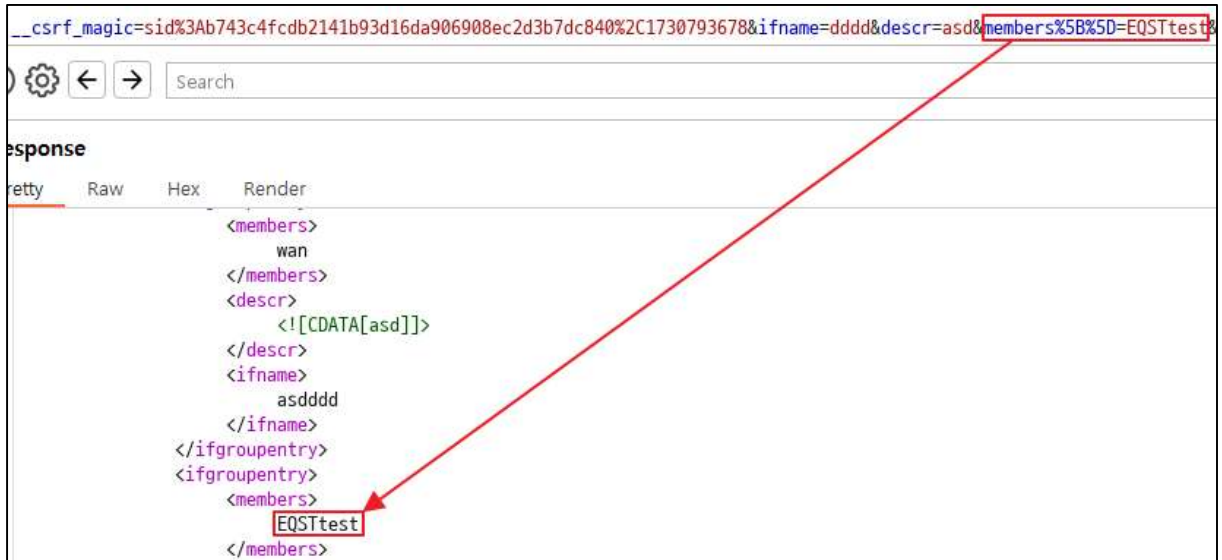 __csrf_magic=sid%3Ab743c4fcdb2141b93d16da906908ec2d3b7dc840%2C1730793678&ifname=dddd&descr=asd&members%5B%5D=EQSTtest&
Search
esponse
retty Raw Hex Render
<members>
wan
</members>
<descr>
<![CDATA[asd]]>
</descr>
<ifname>
asdddd
</ifname>
</ifgroupentry>
<ifgroupentry>
<members>
EQSTtest
</members>